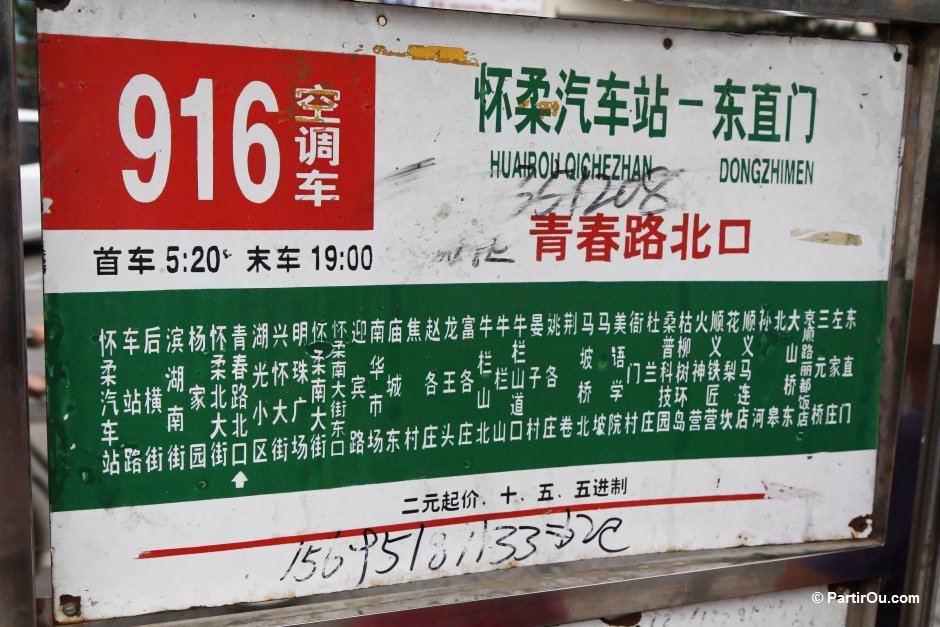 916
空调车
怀柔汽车站－东直门
HUAIROU QICHEZHAN DONGZHIMEN
351208
青春路北口
首车 5:20 末车 19:00
怀柔汽车站
车站路
后横街
滨湖南街
杨家园
怀柔北大街
青春路北口
湖光小区
兴怀大街
明珠广场
怀柔南大街
怀柔南大街东口
迎宾路
南华市场
庙城东
焦村
赵各庄
龙王头
富各庄
牛栏山北
牛栏山
牛栏山道口
晏子村
姚各庄
荆卷
马坡桥北
马坡
美语学院
衙门村
杜兰庄
桑普科技园
枯柳树环岛
火神营
顺义铁匠营
花梨坎
顺义马连店
孙河
北皋
大山桥东
京顺路丽都饭店
三元桥
左家庄
东直门
二元起价、十、五、五进制
© PartirOu.com